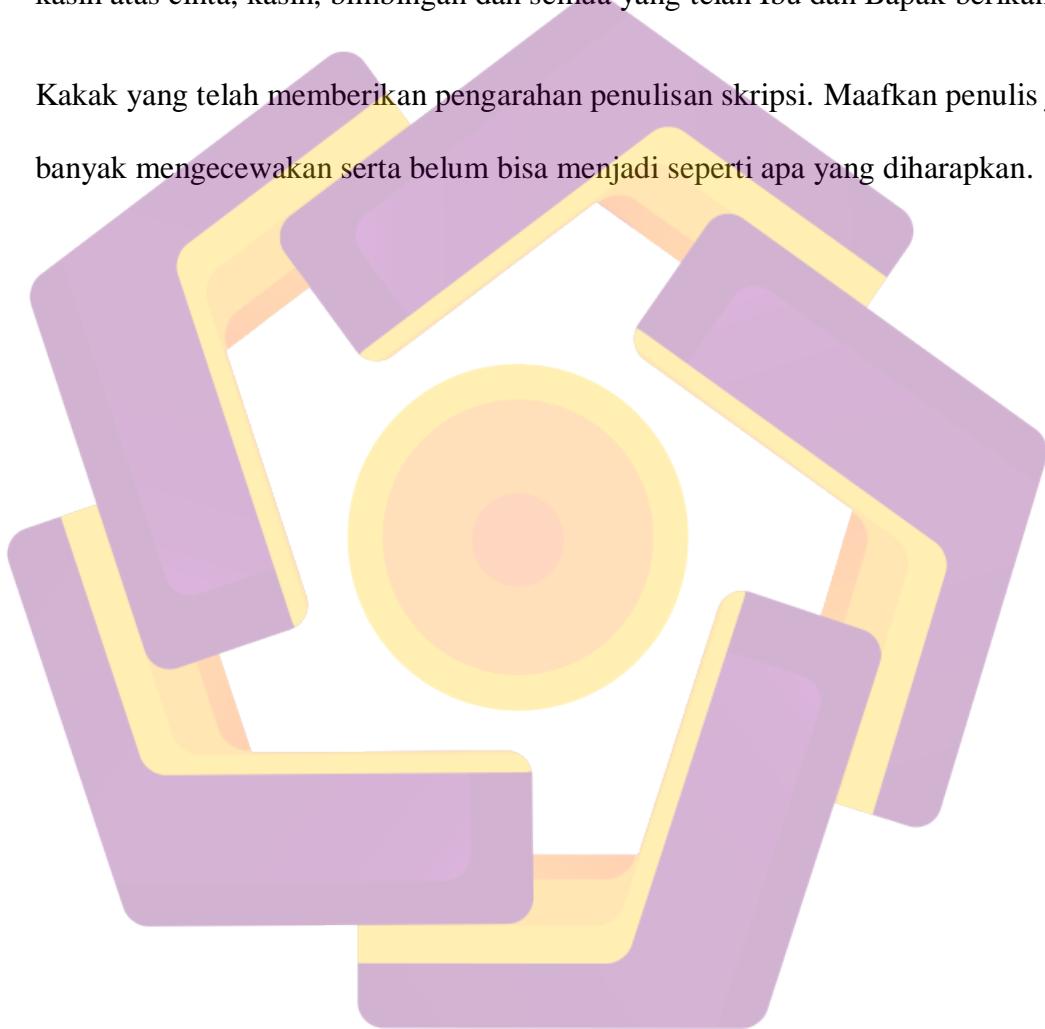 kasih atas cinta, kasih, bimbingan dan semua yang telah Ibu dan Bapak berikan
Kakak yang telah memberikan pengarahan penulisan skripsi. Maafkan penulis
banyak mengecewakan serta belum bisa menjadi seperti apa yang diharapkan.